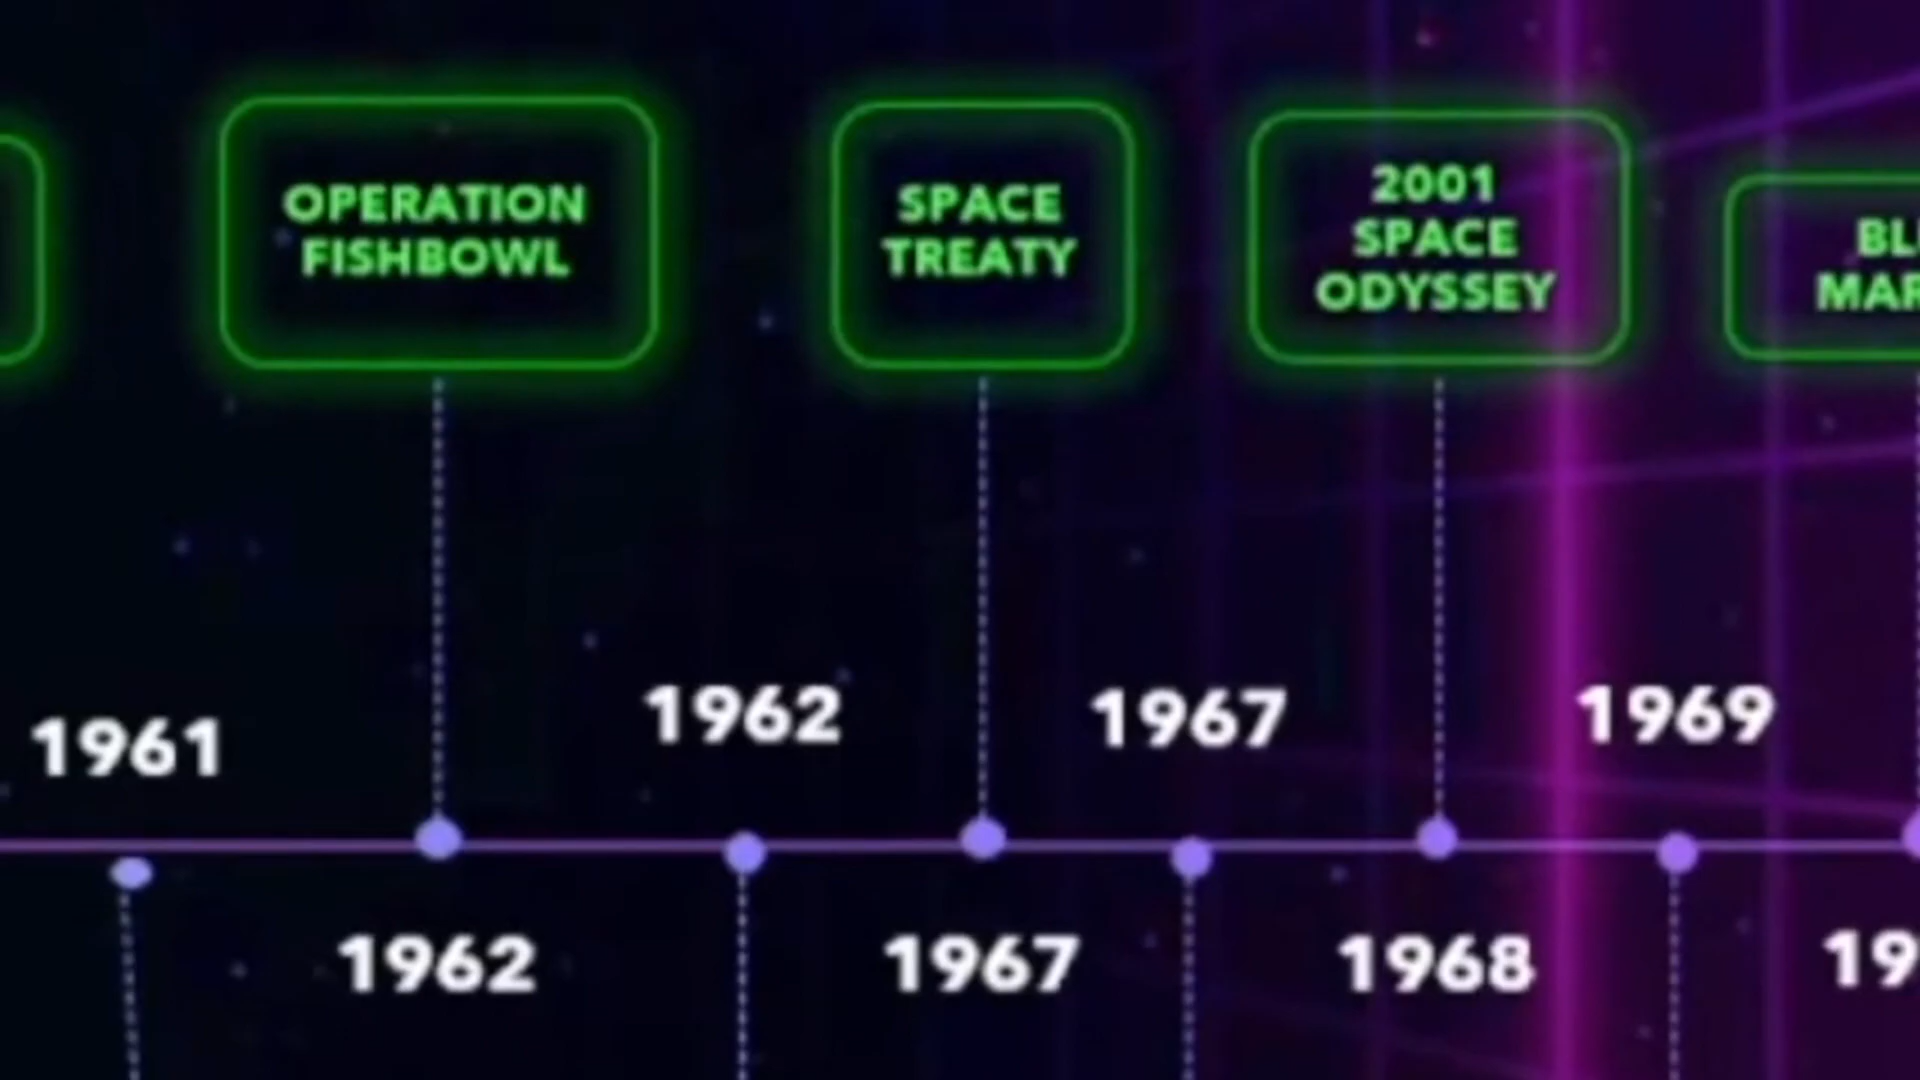 OPERATION
FISHBOWL
SPACE
TREATY
2001
SPACE
ODYSSEY
1961
1962
1967
1969
1962
1967
1968